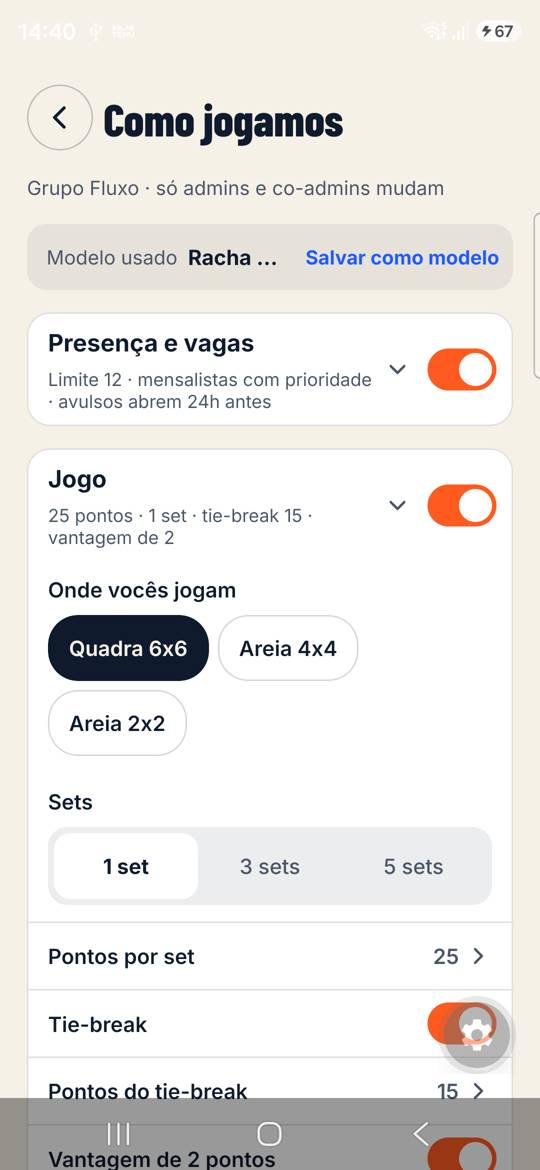 14:40
67
Como jogamos
Grupo Fluxo · só admins e co-admins mudam
Modelo usado Racha ... Salvar como modelo
Presença e vagas
Limite 12 · mensalistas com prioridade
· avulsos abrem 24h antes
Jogo
25 pontos · 1 set · tie-break 15 ·
vantagem de 2
Onde vocês jogam
Quadra 6x6
Areia 4x4
Areia 2x2
Sets
1 set
3 sets
5 sets
Pontos por set 25
Tie-break
Pontos do tie-break 15
Vantagem de 2 pontos